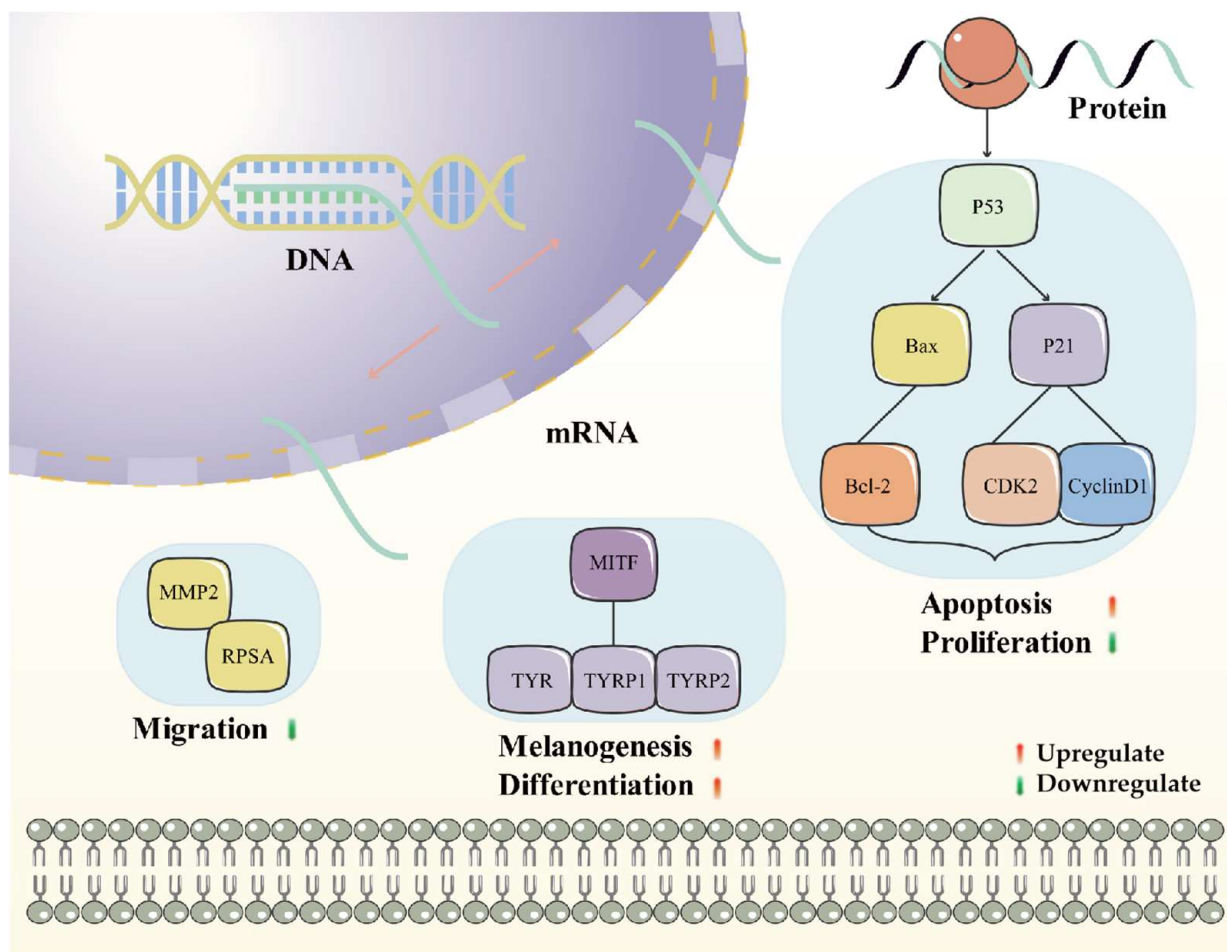 Protein
P53
DNA
Bax
P21
mRNA
Bcl-2
CDK2
CyclinD1
MMP2
RPSA
Migration
MITF
TYR
TYRP1
TYRP2
Melanogenesis
Differentiation
Apoptosis
Proliferation
Upregulate
Downregulate